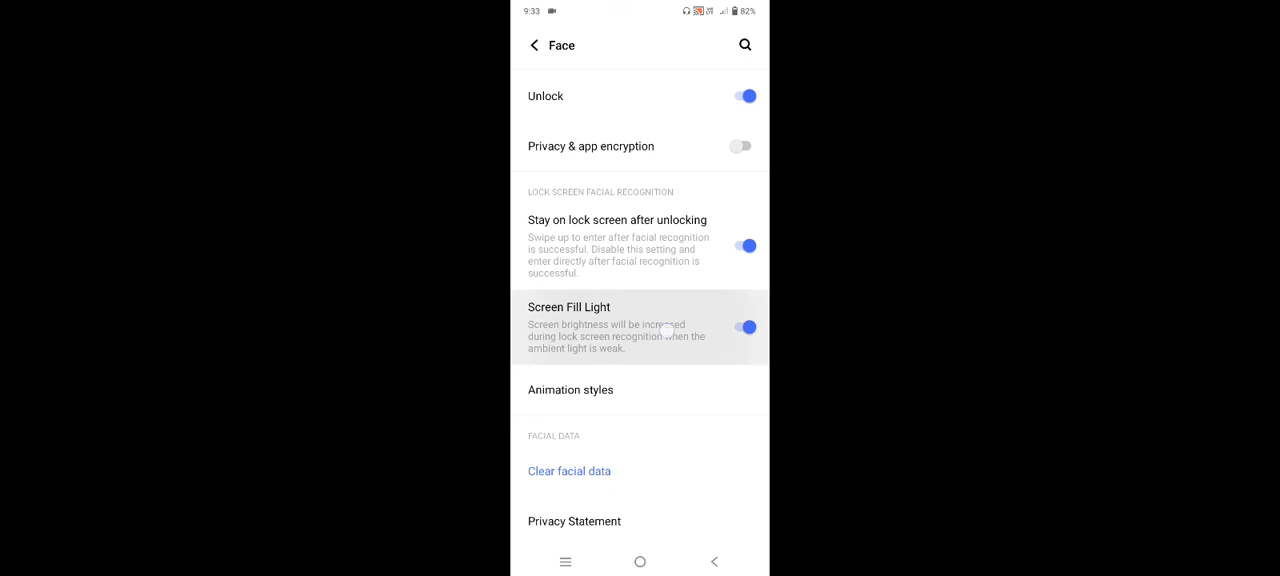 9:33 82%
Face
Unlock
Privacy & app encryption
LOCK SCREEN FACIAL RECOGNITION
Stay on lock screen after unlocking
Swipe up to enter after facial recognition
is successful. Disable this setting and
enter directly after facial recognition is
successful.
Screen Fill Light
Screen brightness will be increased
during lock screen recognition when the
ambient light is weak.
Animation styles
FACIAL DATA
Clear facial data
Privacy Statement